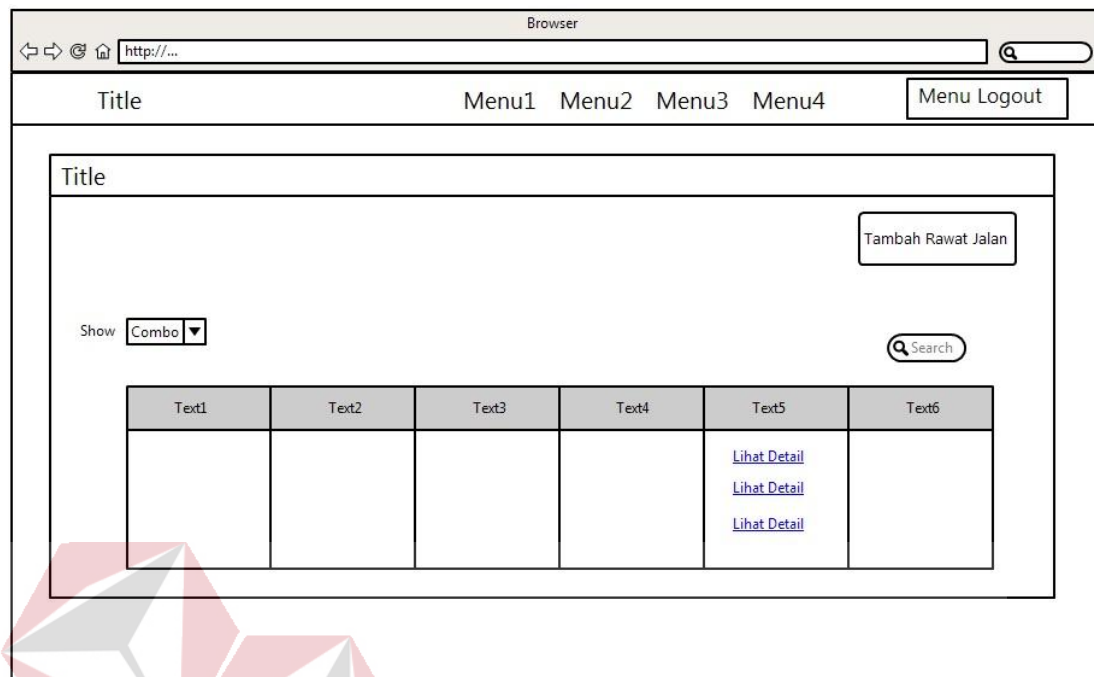 Browser
http://...
Title Menu1 Menu2 Menu3 Menu4 Menu Logout
Title
Tambah Rawat Jalan
Show Combo
Search
Text1 Text2 Text3 Text4 Text5 Text6
Lihat Detail
Lihat Detail
Lihat Detail